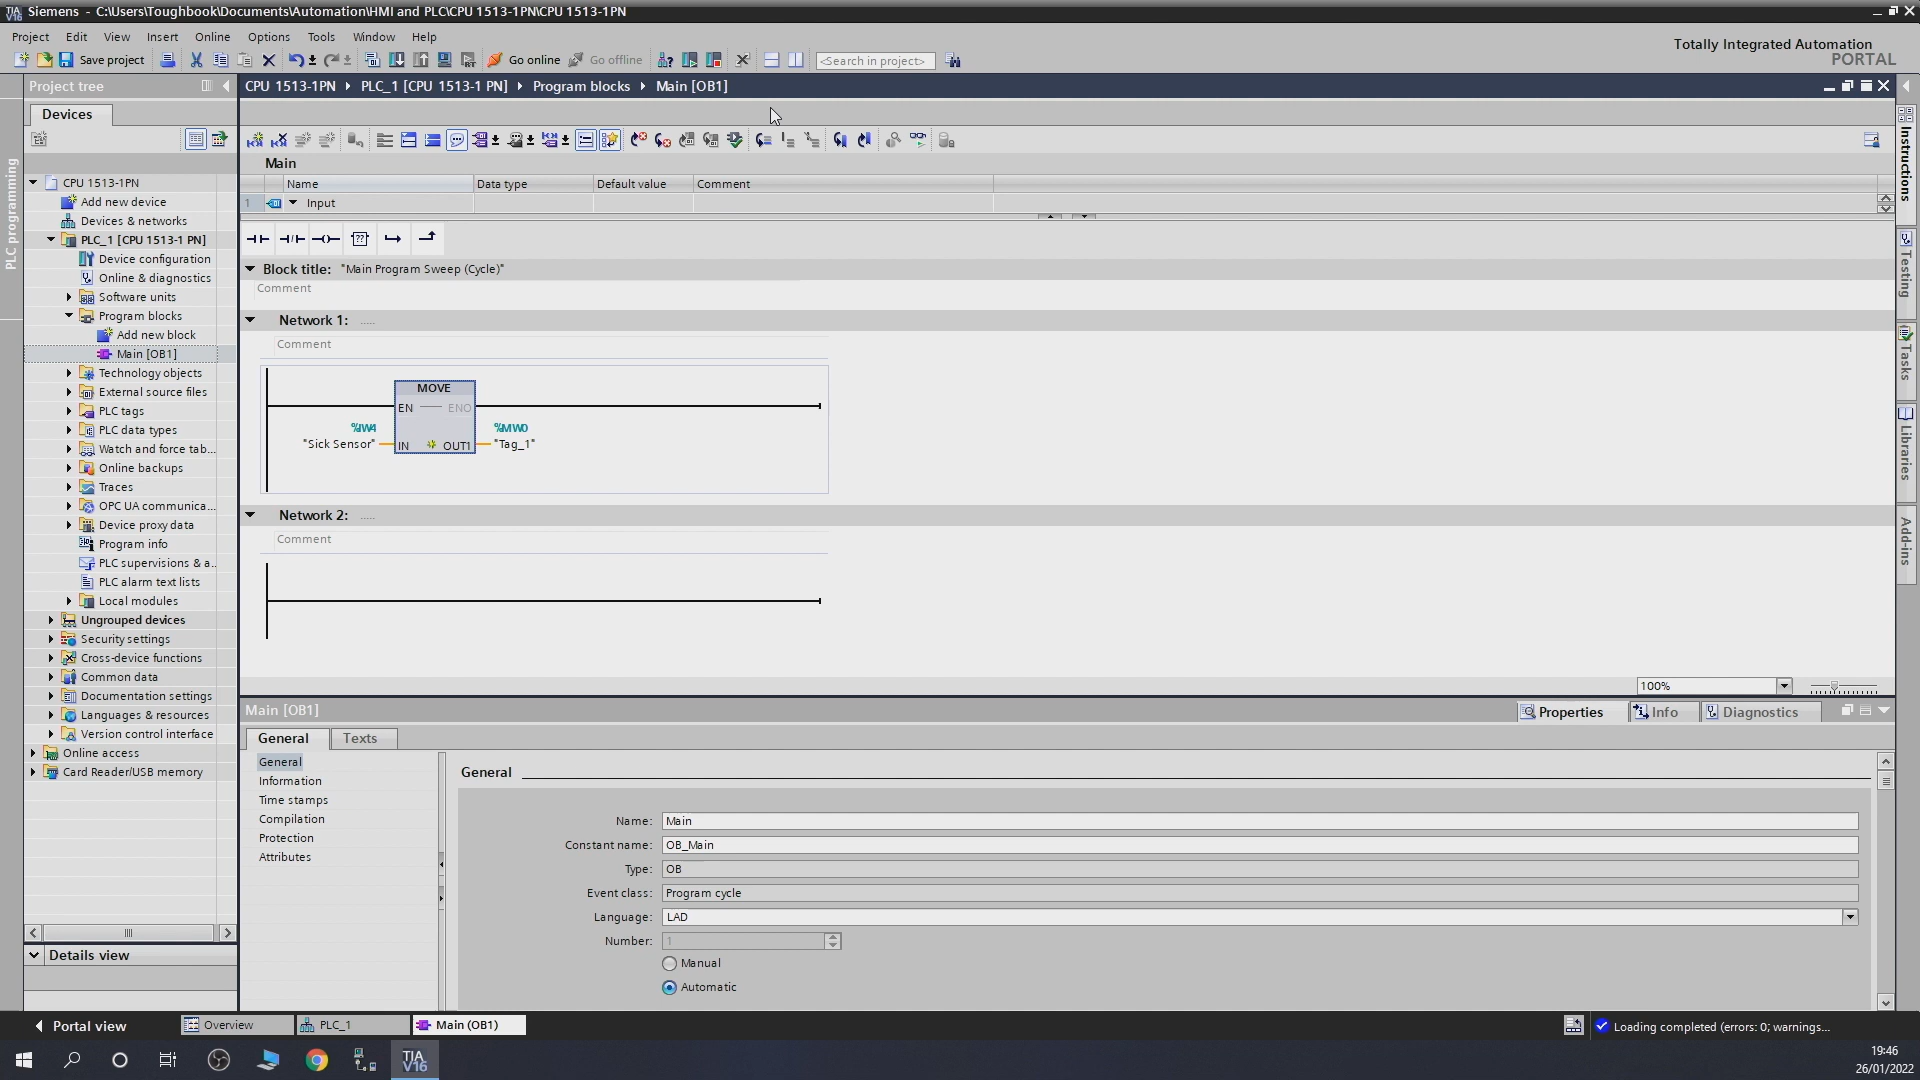 Siemens - C:\Users\Toughbook\Documents\Automation\HMI and PLC\CPU 1513-1PN\CPU 1513-1PN
Project Edit View Insert Online Options Tools Window Help
Totally Integrated Automation
PORTAL
Save project Go online Go offline <Search in project>
Project tree
CPU 1513-1PN PLC_1 [CPU 1513-1 PN] Program blocks Main [OB1]
Devices
PLC programming
CPU 1513-1PN
Add new device
Devices & networks
PLC_1 [CPU 1513-1 PN]
Device configuration
Online & diagnostics
Software units
Program blocks
Add new block
Main [OB1]
Technology objects
External source files
PLC tags
PLC data types
Watch and force tab...
Online backups
Traces
OPC UA communica...
Device proxy data
Program info
PLC supervisions & a..
PLC alarm text lists
Local modules
Ungrouped devices
Security settings
Cross-device functions
Common data
Documentation settings
Languages & resources
Version control interface
Online access
Card Reader/USB memory
Details view
Main
Name Data type Default value Comment
1 Input
??
Block title: "Main Program Sweep (Cycle)"
Comment
Network 1: .....
Comment
MOVE
EN ENO
%IW4 %MW0
"Sick Sensor" IN OUT1 "Tag_1"
Network 2: .....
Comment
100%
Main [OB1]
Properties Info Diagnostics
General Texts
General
Information
Time stamps
Compilation
Protection
Attributes
General
Name: Main
Constant name: OB_Main
Type: OB
Event class: Program cycle
Language: LAD
Number: 1
Manual
Automatic
Instructions
Testing
Tasks
Libraries
Add-ins
Portal view Overview PLC_1 Main (OB1) Loading completed (errors: 0; warnings...
TIA
V16
19:46
26/01/2022